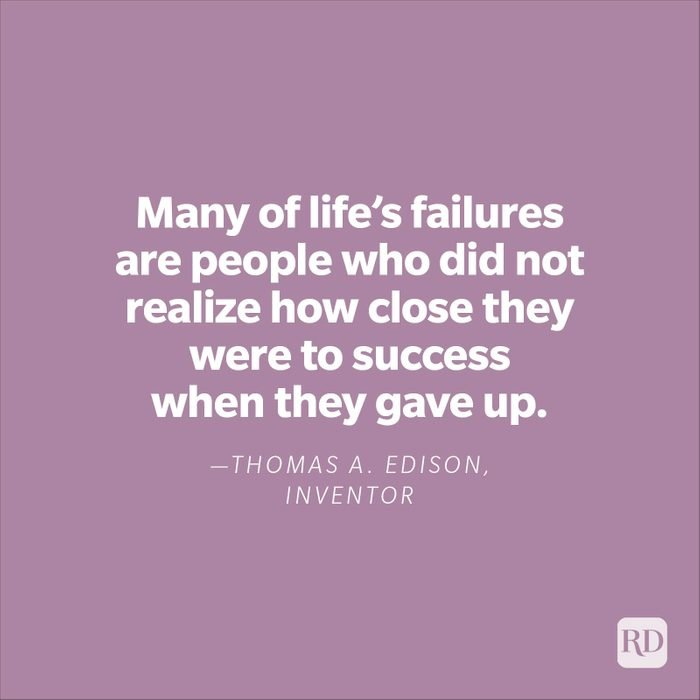 Many of life’s failures
are people who did not
realize how close they
were to success
when they gave up.
—THOMAS A. EDISON,
INVENTOR
RD